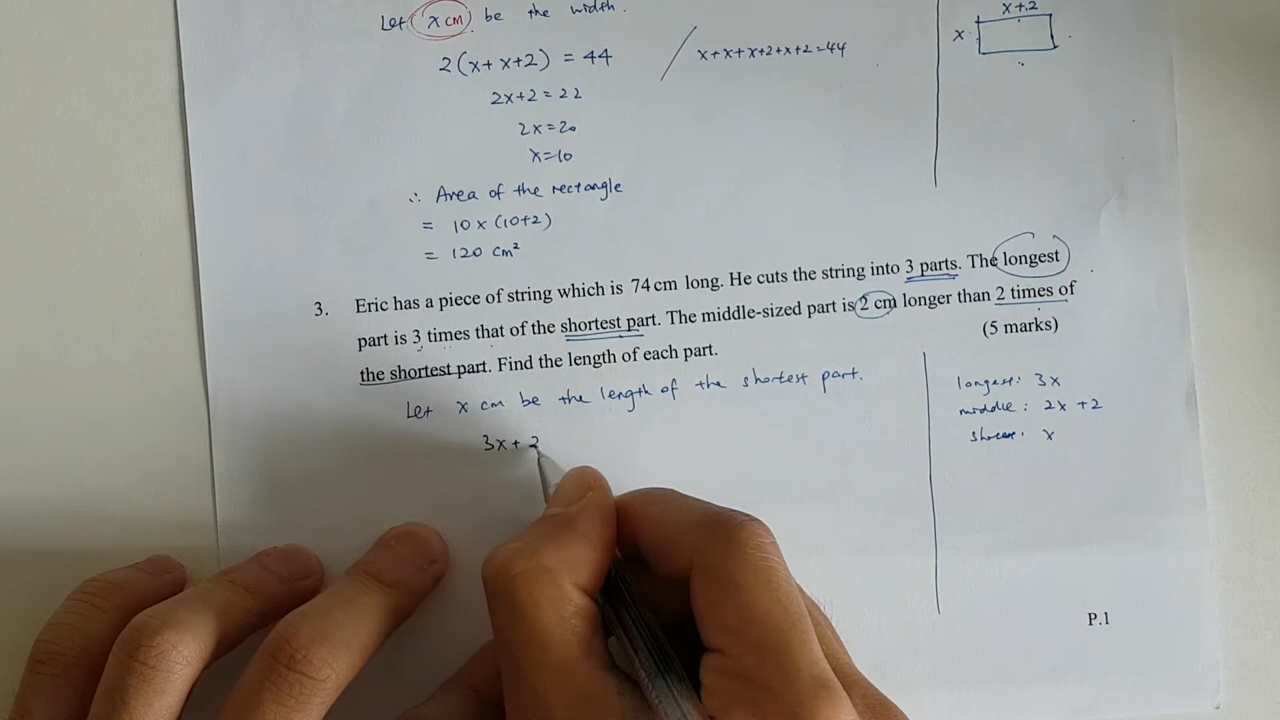 Let x cm be the width.
2(x+x+2) = 44 / x+x+x+2+x+2=44
2x+2=22
2x=20
x=10
∴ Area of the rectangle
= 10 x (10+2)
= 120 cm²
x+2
x
3. Eric has a piece of string which is 74 cm long. He cuts the string into 3 parts. The longest
part is 3 times that of the shortest part. The middle-sized part is 2 cm longer than 2 times of
the shortest part. Find the length of each part. (5 marks)
Let x cm be the length of the shortest part.
3x + 2
longest: 3x
middle: 2x +2
x
P.1